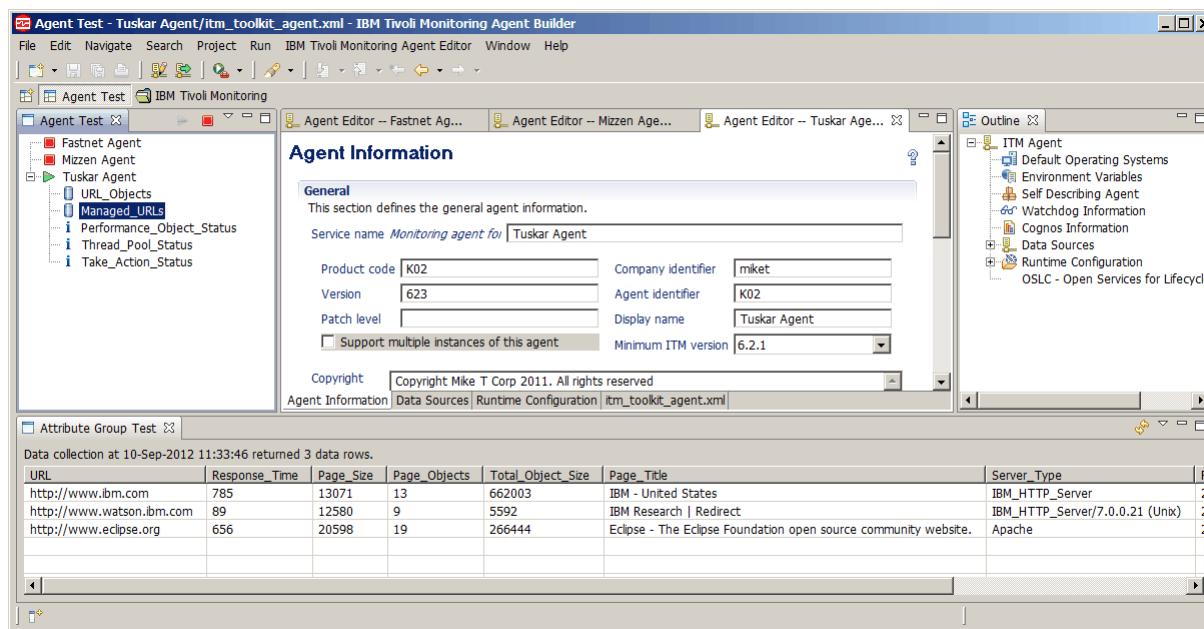 Agent Test - Tuskar Agent/itm_toolkit_agent.xml - IBM Tivoli Monitoring Agent Builder
File Edit Navigate Search Project Run IBM Tivoli Monitoring Agent Editor Window Help
Agent Test IBM Tivoli Monitoring
Agent Test
Fastnet Agent
Mizzen Agent
Tuskar Agent
URL_Objects
Managed_URLs
Performance_Object_Status
Thread_Pool_Status
Take_Action_Status
Agent Editor -- Fastnet Ag... Agent Editor -- Mizzen Age... Agent Editor -- Tuskar Age...
Agent Information
General
This section defines the general agent information.
Service name Monitoring agent for Tuskar Agent
Product code K02 Company identifier miket
Version 623 Agent identifier K02
Patch level Display name Tuskar Agent
Support multiple instances of this agent Minimum ITM version 6.2.1
Copyright Copyright Mike T Corp 2011. All rights reserved
Agent Information Data Sources Runtime Configuration itm_toolkit_agent.xml
Outline
ITM Agent
Default Operating Systems
Environment Variables
Self Describing Agent
Watchdog Information
Cognos Information
Data Sources
Runtime Configuration
OSLC - Open Services for Lifecycl
Attribute Group Test
Data collection at 10-Sep-2012 11:33:46 returned 3 data rows.
URL Response_Time Page_Size Page_Objects Total_Object_Size Page_Title Server_Type
http://www.ibm.com 785 13071 13 662003 IBM - United States IBM_HTTP_Server
http://www.watson.ibm.com 89 12580 9 5592 IBM Research | Redirect IBM_HTTP_Server/7.0.0.21 (Unix)
http://www.eclipse.org 656 20598 19 266444 Eclipse - The Eclipse Foundation open source community website. Apache